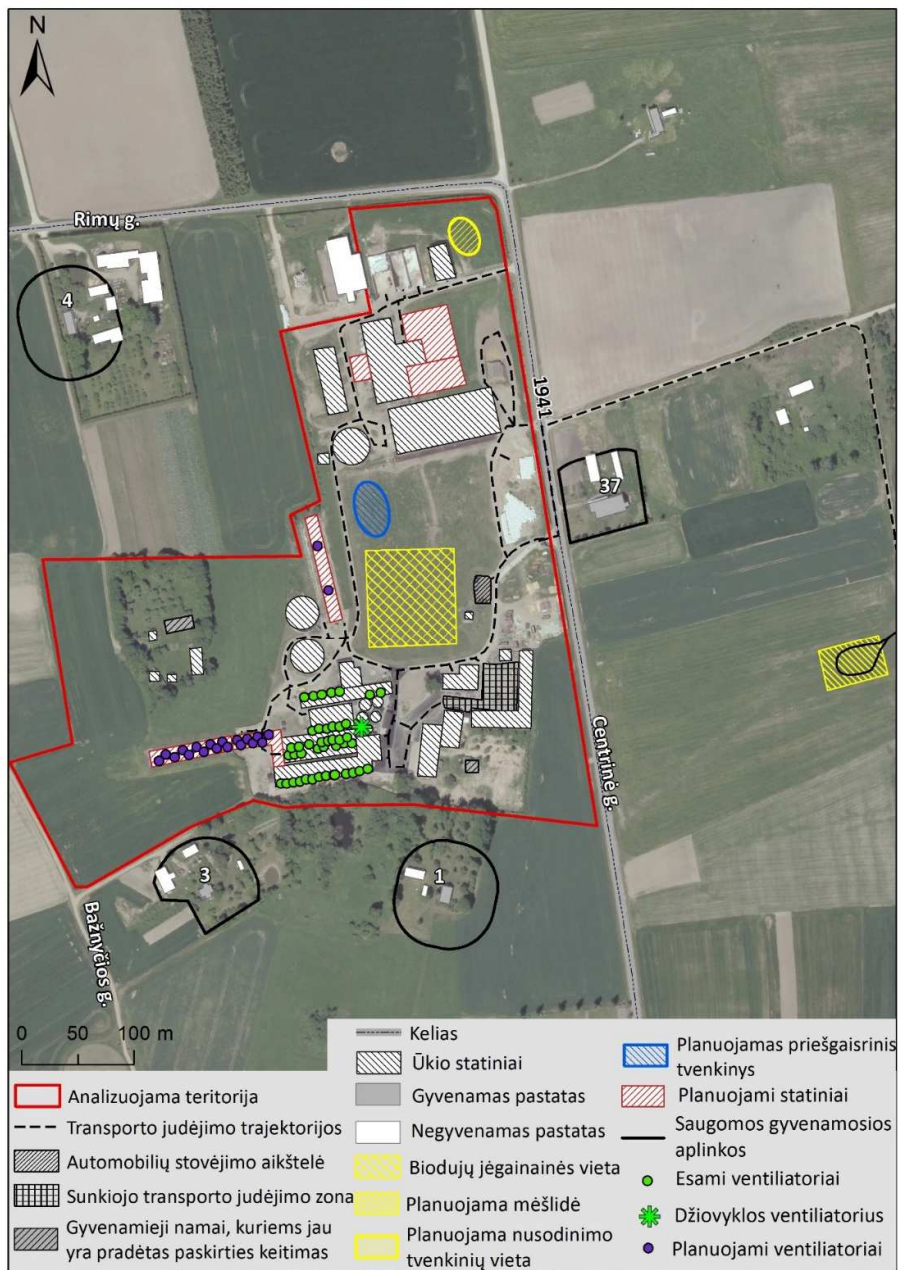 N
Rimų g.
4
1941
37
Centrinė g.
3
1
Bažnyčios g.
0 50 100 m
Analizuojama teritorija
Transporto judėjimo trajektorijos
Automobilių stovėjimo aikštelė
Sunkiojo transporto judėjimo zona
Gyvenamieji namai, kuriems jau
yra pradėtas paskirties keitimas
Kelias
Ūkio statiniai
Gyvenamas pastatas
Negyvenamas pastatas
Biodujų jėgainainės vieta
Planuojama mėšlidė
Planuojama nusodinimo
tvenkinių vieta
Planuojamas priešgaisrinis
tvenkinys
Planuojami statiniai
Saugomos gyvenamosios
aplinkos
Esami ventiliatoriai
Džiovyklos ventiliatorius
Planuojami ventiliatoriai